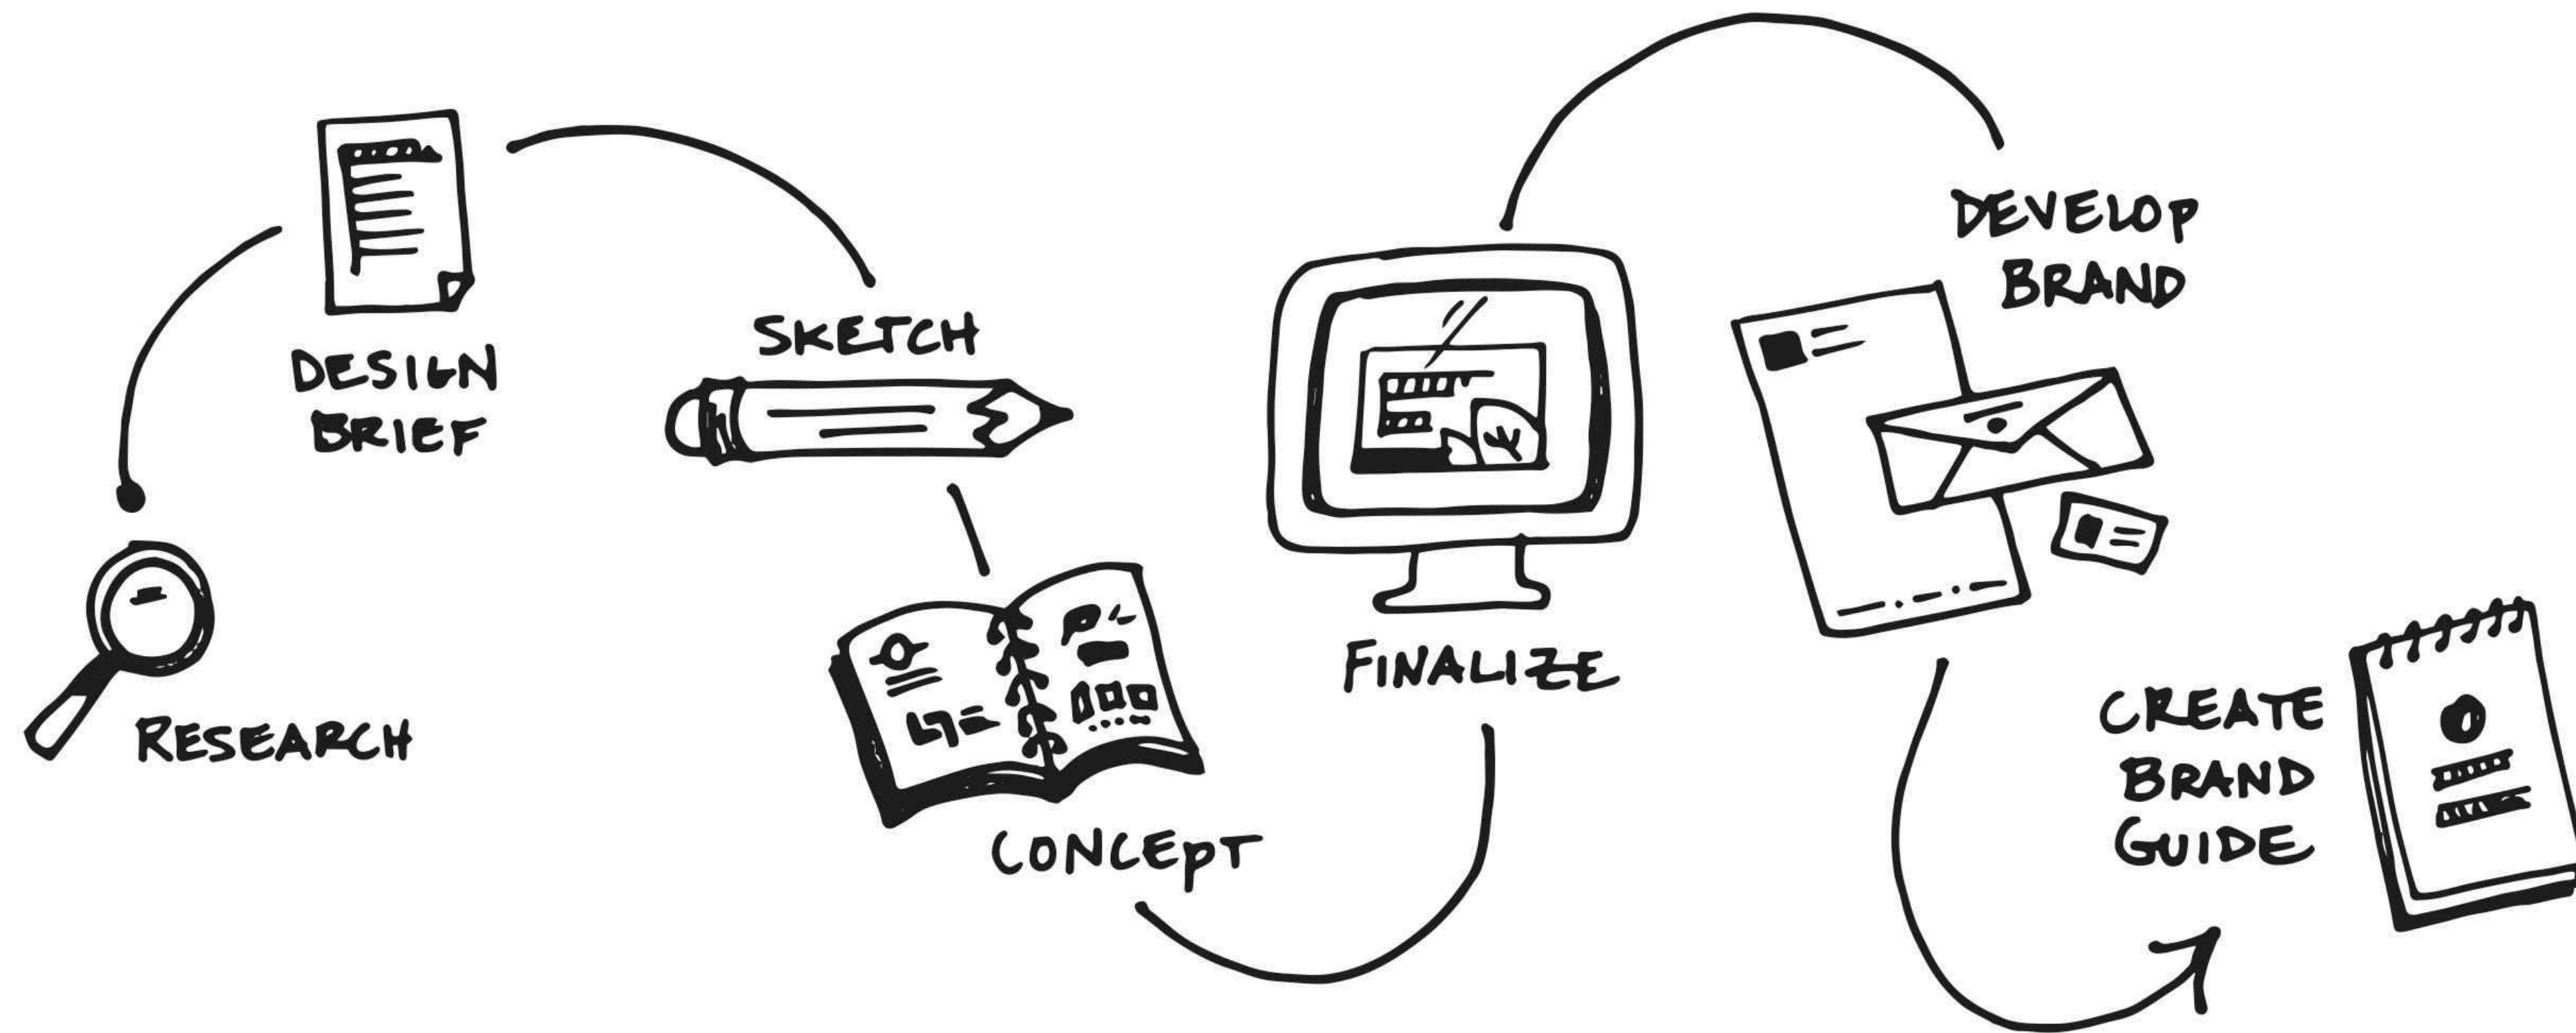 RESEARCH
DESIGN
BRIEF
SKETCH
CONCEPT
FINALIZE
DEVELOP
BRAND
CREATE
BRAND
GUIDE